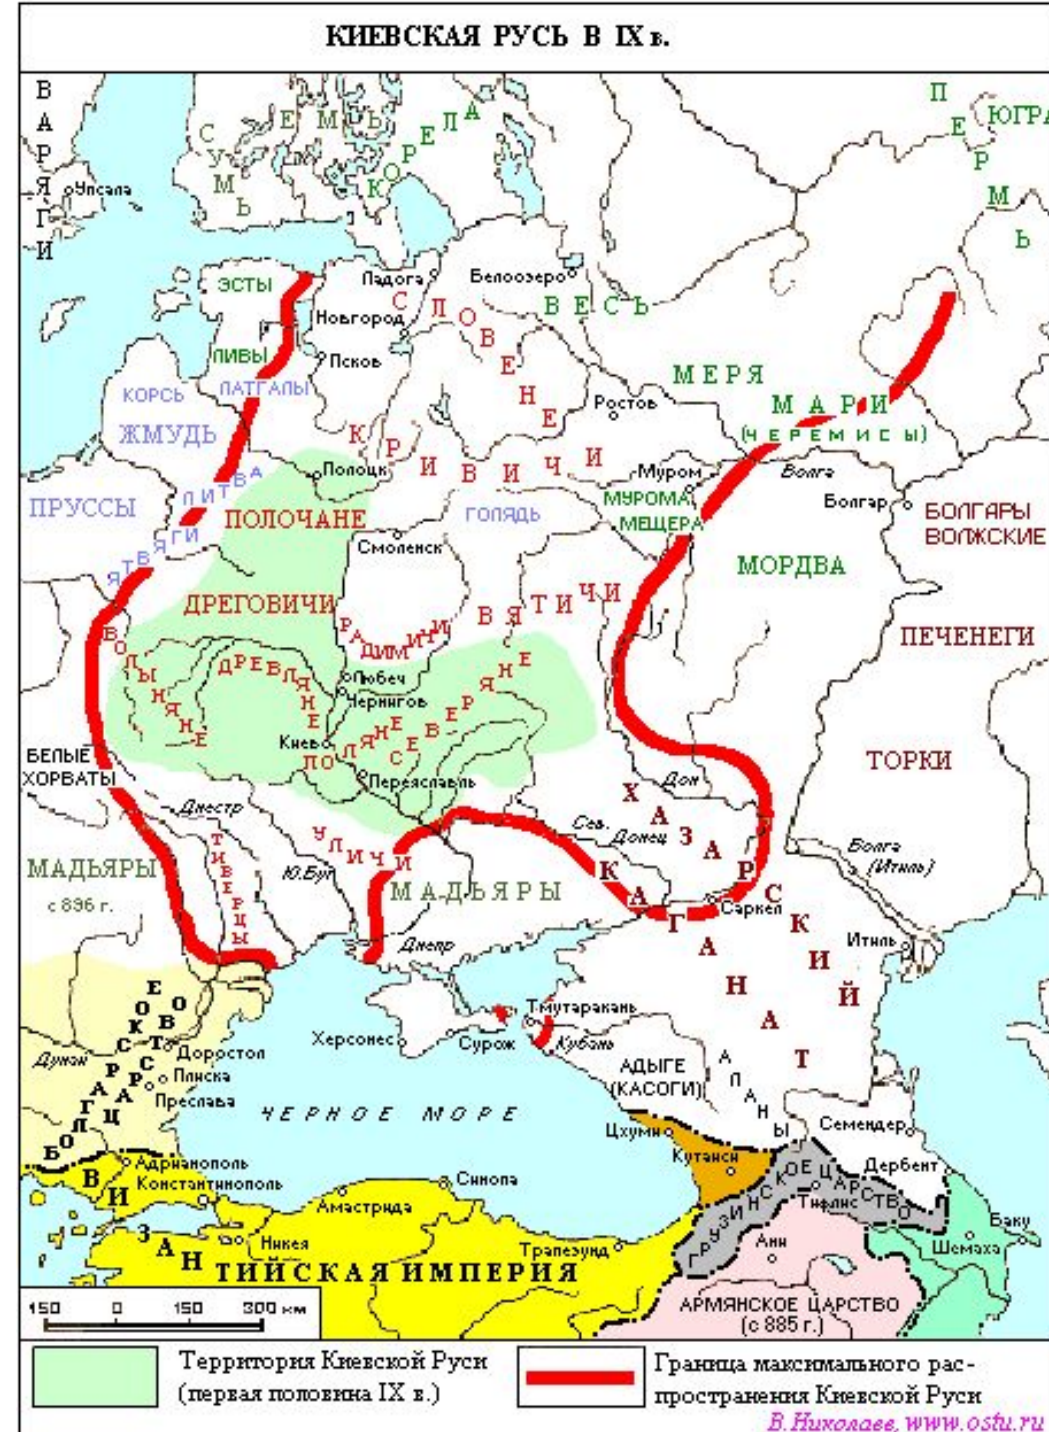 КИЕВСКАЯ РУСЬ В IX в.
ВАРЯГИ
СУМЬ
ЕМЬ
КОРЕЛА
ПЕРМЬ
ЮГРА
Упсала
ЭСТЫ
Ладога
Белоозеро
ВЕСЬ
СЛОВЕНЕ
Новгород
Псков
ЛИВЫ
ЛАТГАЛЫ
КОРСЬ
ЖМУДЬ
МЕРЯ
МАРИ
(ЧЕРЕМИСЫ)
Ростов
КРИВИЧИ
Полоцк
ЛИТВА
ПРУССЫ
ПОЛОЧАНЕ
ГОЛЯДЬ
Муром
Волга
Болгар
МУРОМА
МЕЩЕРА
БОЛГАРЫ
ВОЛЖСКИЕ
ЯТВЯГИ
Смоленск
МОРДВА
ДРЕГОВИЧИ
РАДИМИЧИ
ВЯТИЧИ
ПЕЧЕНЕГИ
ВОЛЫНЯНЕ
ДРЕВЛЯНЕ
Любеч
Чернигов
СЕВЕРЯНЕ
Киев
ПОЛЯНЕ
Переяславль
БЕЛЫЕ
ХОРВАТЫ
ТОРКИ
Дон
Днестр
ХАЗАРСКИЙ
КАГАНАТ
Сев.
Донец
УЛИЧИ
ТИВЕРЦЫ
Ю.Буг
Волга
(Итиль)
МАДЬЯРЫ
с 896 г.
МАДЬЯРЫ
Саркел
Днепр
Итиль
БОЛГАРСКОЕ
ЦАРСТВО
Тмутаракань
Херсонес
Сурож
Кубань
Дунай
Доростол
Плиска
Преслава
АДЫГЕ
(КАСОГИ)
АЛАНЫ
ЧЕРНОЕ МОРЕ
Цхуми
Семендер
Кутаиси
Дербент
Адрианополь
Константинополь
Синопа
Амастрида
ГРУЗИНСКОЕ ЦАРСТВО
Тифлис
Никея
Трапезунд
Ани
Баку
Шемаха
ВИЗАНТИЙСКАЯ ИМПЕРИЯ
АРМЯНСКОЕ ЦАРСТВО
(с 885 г.)
150 0 150 300 км
Территория Киевской Руси
(первая половина IX в.)
Граница максимального рас-
пространения Киевской Руси
В.Николаев, www.ostu.ru